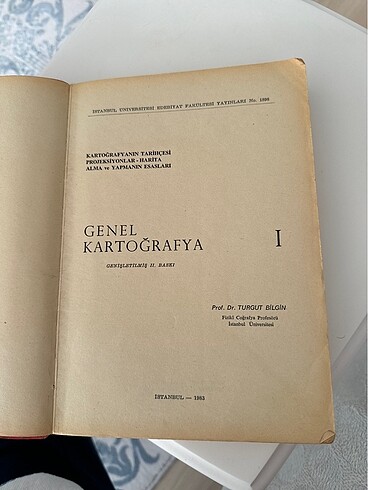 İSTANBUL ÜNİVERSİTESİ EDEBİYAT FAKÜLTESİ YAYINLARI No. 1898
KARTOĞRAFYANIN TARİHÇESİ
PROJEKSİYONLAR - HARİTA
ALMA ve YAPMANIN ESASLARI
GENEL
KARTOĞRAFYA I
GENİŞLETİLMİŞ II. BASKI
Prof. Dr. TURGUT BİLGİN
Fizikî Coğrafya Profesörü
İstanbul Üniversitesi
İSTANBUL — 1983